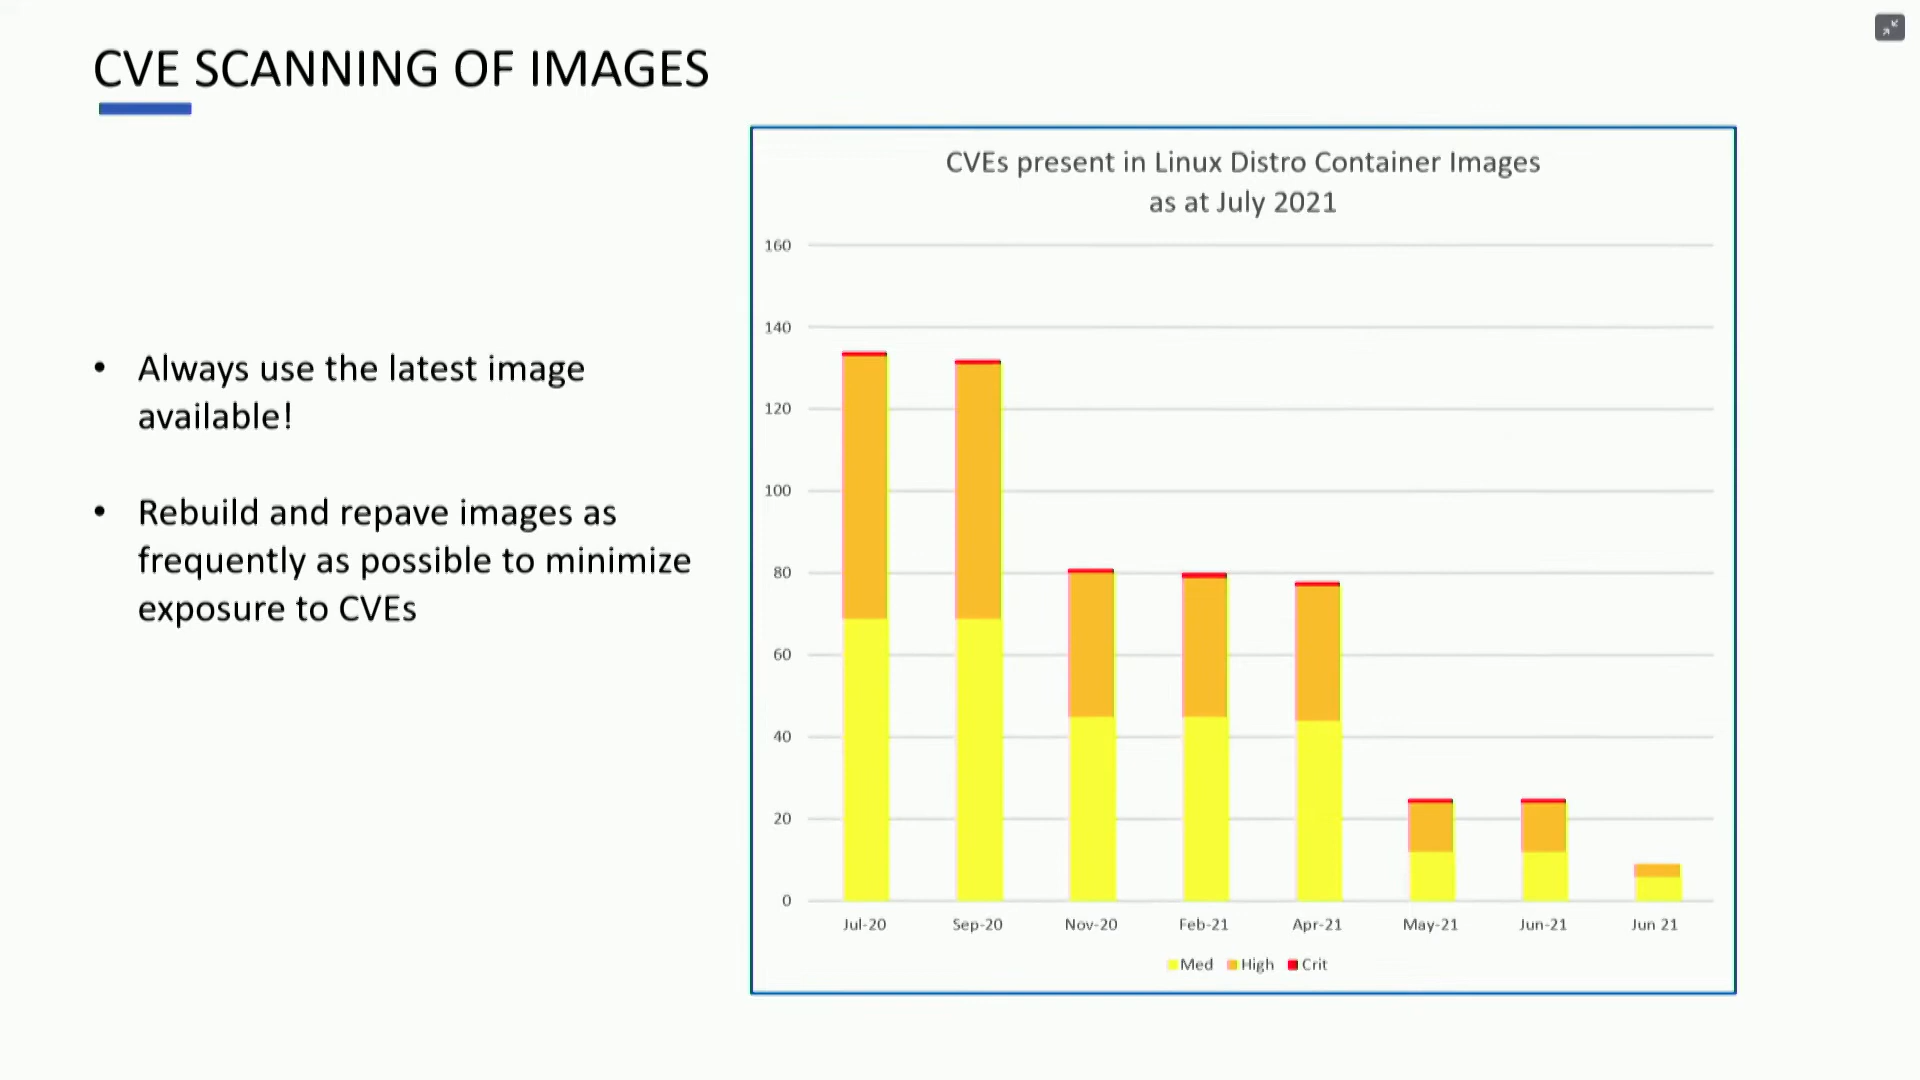 CVE SCANNING OF IMAGES
• Always use the latest image
available!
• Rebuild and repave images as
frequently as possible to minimize
exposure to CVEs
CVEs present in Linux Distro Container Images
as at July 2021
160
140
120
100
80
60
40
20
0
Jul-20 Sep-20 Nov-20 Feb-21 Apr-21 May-21 Jun-21 Jun 21
Med High Crit